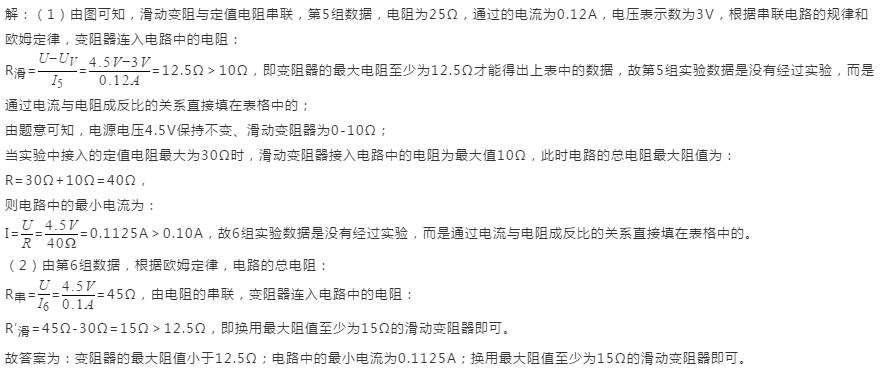 解：（1）由图可知，滑动变阻与定值电阻串联，第5组数据，电阻为25Ω，通过的电流为0.12A，电压表示数为3V，根据串联电路的规律和
欧姆定律，变阻器连入电路中的电阻：
R滑=\frac{U-U_V}{I_5}=\frac{4.5V-3V}{0.12A}=12.5Ω＞10Ω，即变阻器的最大电阻至少为12.5Ω才能得出上表中的数据，故第5组实验数据是没有经过实验，而是
通过电流与电阻成反比的关系直接填在表格中的；
由题意可知，电源电压4.5V保持不变、滑动变阻器为0-10Ω；
当实验中接入的定值电阻最大为30Ω时，滑动变阻器接入电路中的电阻为最大值10Ω，此时电路的总电阻最大阻值为：
R=30Ω+10Ω=40Ω，
则电路中的最小电流为：
I=\frac{U}{R}=\frac{4.5V}{40Ω}=0.1125A＞0.10A，故6组实验数据是没有经过实验，而是通过电流与电阻成反比的关系直接填在表格中的。
（2）由第6组数据，根据欧姆定律，电路的总电阻：
R串=\frac{U}{I_6}=\frac{4.5V}{0.1A}=45Ω，由电阻的串联，变阻器连入电路中的电阻：
R′滑=45Ω-30Ω=15Ω＞12.5Ω，即换用最大阻值至少为15Ω的滑动变阻器即可。
故答案为：变阻器的最大阻值小于12.5Ω；电路中的最小电流为0.1125A；换用最大阻值至少为15Ω的滑动变阻器即可。